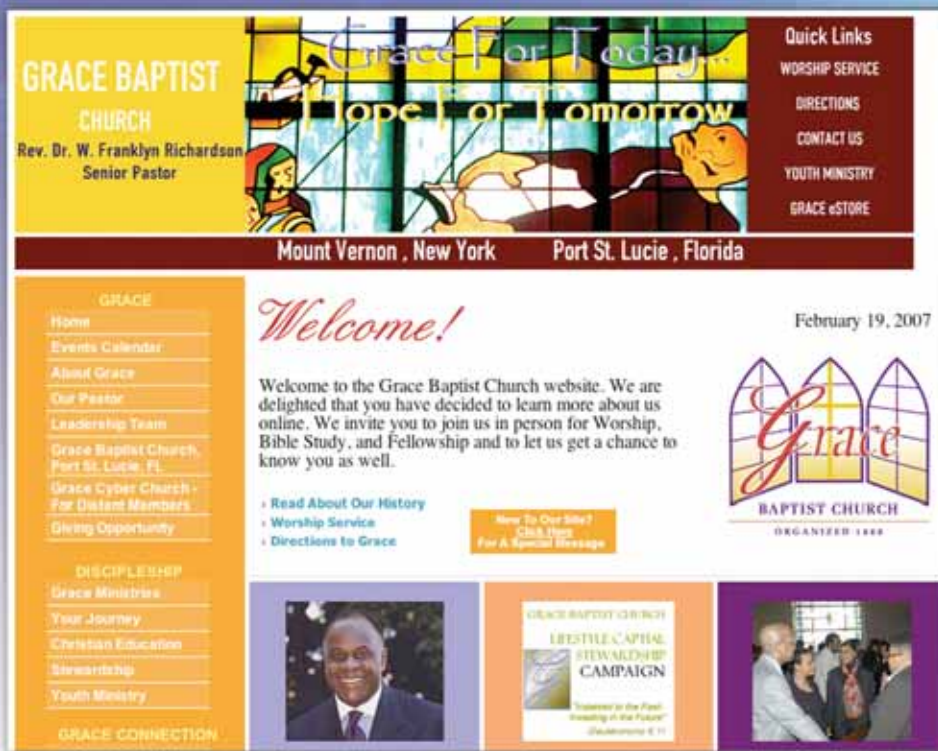 GRACE BAPTIST
CHURCH
Rev. Dr. W. Franklyn Richardson
Senior Pastor
Grace For Today...
Hope For Tomorrow
Quick Links
WORSHIP SERVICE
DIRECTIONS
CONTACT US
YOUTH MINISTRY
GRACE eSTORE
Mount Vernon , New York Port St. Lucie , Florida
GRACE
Home
Events Calendar
About Grace
Our Pastor
Leadership Team
Grace Baptist Church,
Port St. Lucie, FL
Grace Cyber Church -
For Distant Members
Giving Opportunity
DISCIPLESHIP
Grace Ministries
Your Journey
Christian Education
Stewardship
Youth Ministry
GRACE CONNECTION
Welcome!
Welcome to the Grace Baptist Church website. We are
delighted that you have decided to learn more about us
online. We invite you to join us in person for Worship,
Bible Study, and Fellowship and to let us get a chance to
know you as well.
› Read About Our History
› Worship Service
› Directions to Grace
New To Our Site?
Click Here
For A Special Message
February 19, 2007
Grace
BAPTIST CHURCH
ORGANIZED 1888
GRACE BAPTIST CHURCH
LIFESTYLE CAPITAL
STEWARDSHIP
CAMPAIGN
Investing in the Future"